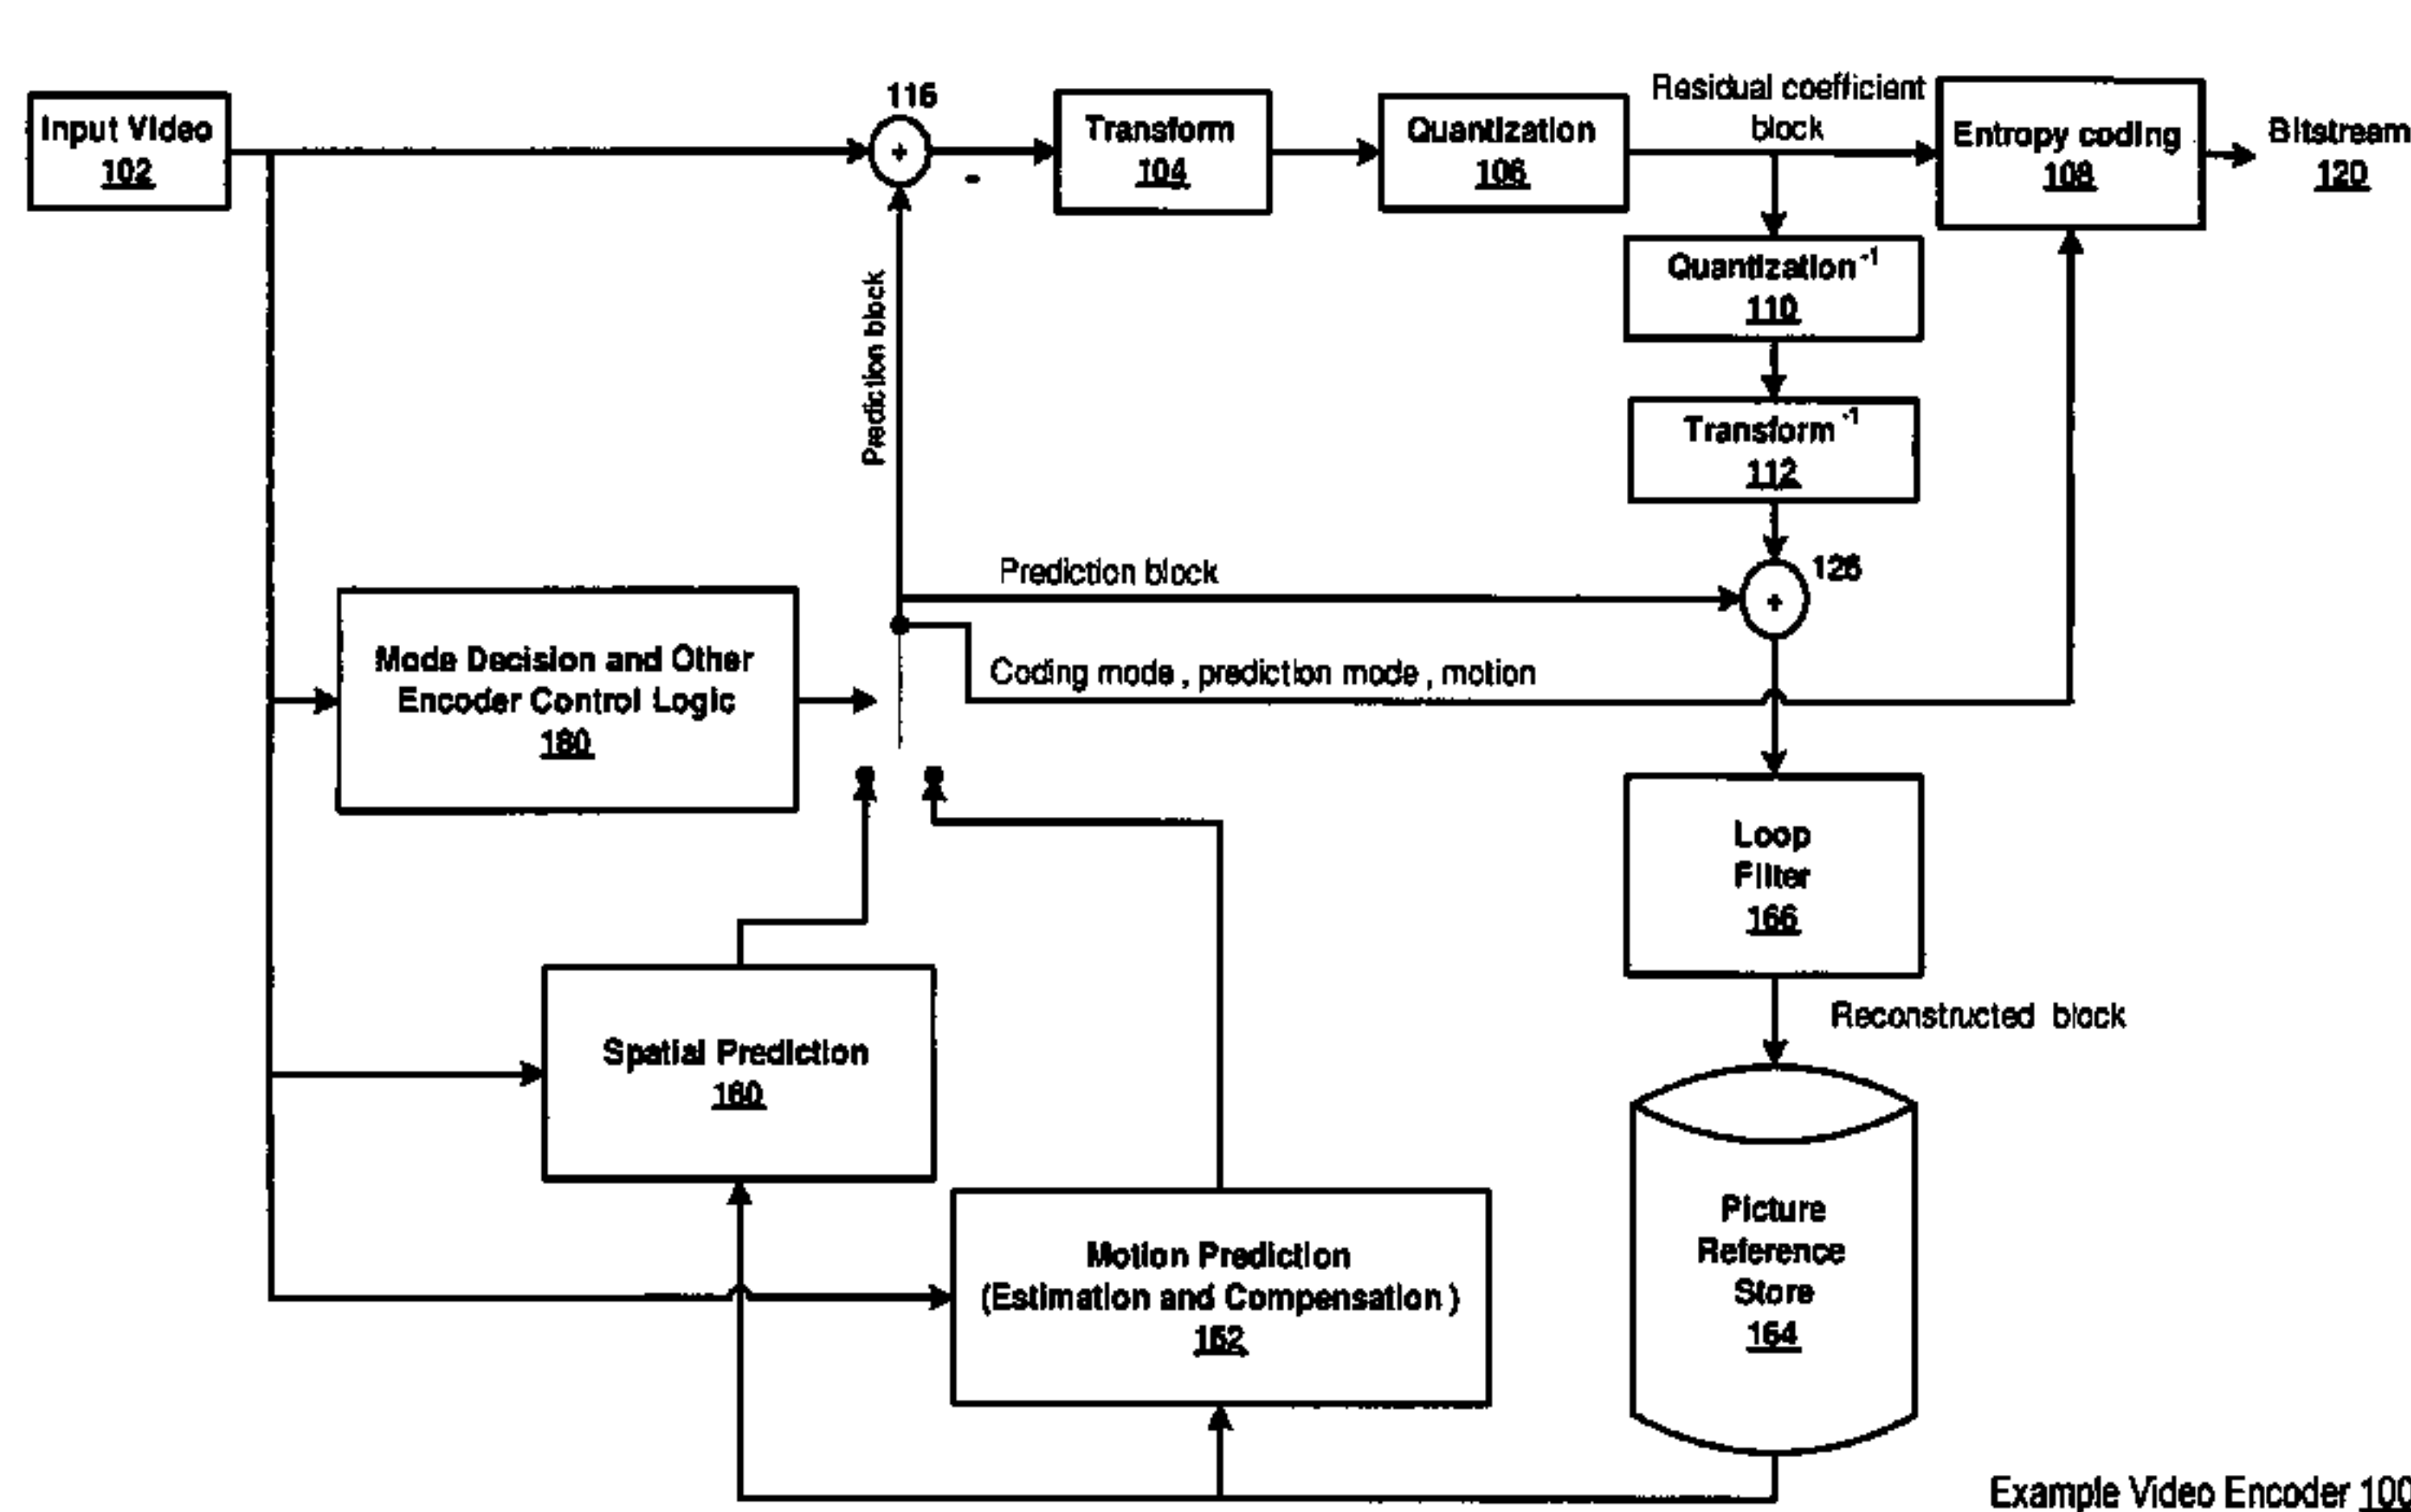 Input Video
102
116
Transform
104
Quantization
106
Residual coefficient
block
Entropy coding
108
Bitstream
120
Prediction block
Quantization-1
110
Transform-1
112
Prediction block
126
Mode Decision and Other
Encoder Control Logic
180
Coding mode, prediction mode, motion
Loop
Filter
166
Reconstructed block
Spatial Prediction
160
Motion Prediction
(Estimation and Compensation)
162
Picture
Reference
Store
164
Example Video Encoder 100